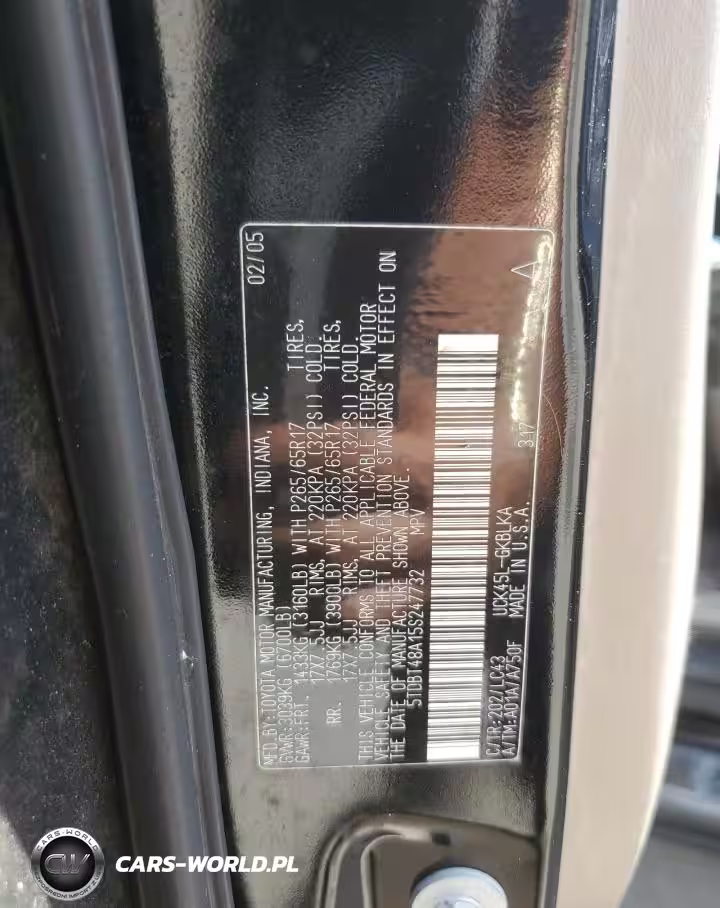 MFD.BY:TOYOTA MOTOR MANUFACTURING, INDIANA, INC. 02/05
GVWR:3039KG (6700LB)
GAWR:FRT. 1433KG (3160LB) WITH P265/65R17 TIRES,
17X7.5JJ RIMS, AT 220KPA (32PSI) COLD.
RR. 1769KG (3900LB) WITH P265/65R17 TIRES,
17X7.5JJ RIMS, AT 220KPA (32PSI) COLD.
THIS VEHICLE CONFORMS TO ALL APPLICABLE FEDERAL MOTOR
VEHICLE SAFETY AND THEFT PREVENTION STANDARDS IN EFFECT ON
THE DATE OF MANUFACTURE SHOWN ABOVE.
5TDBT48A15S247732 MPV
C/TR:202/LC43 UCK45L-GKBLKA 317
A/TM:A01A/A750F MADE IN U.S.A.
CW
CARS-WORLD.PL